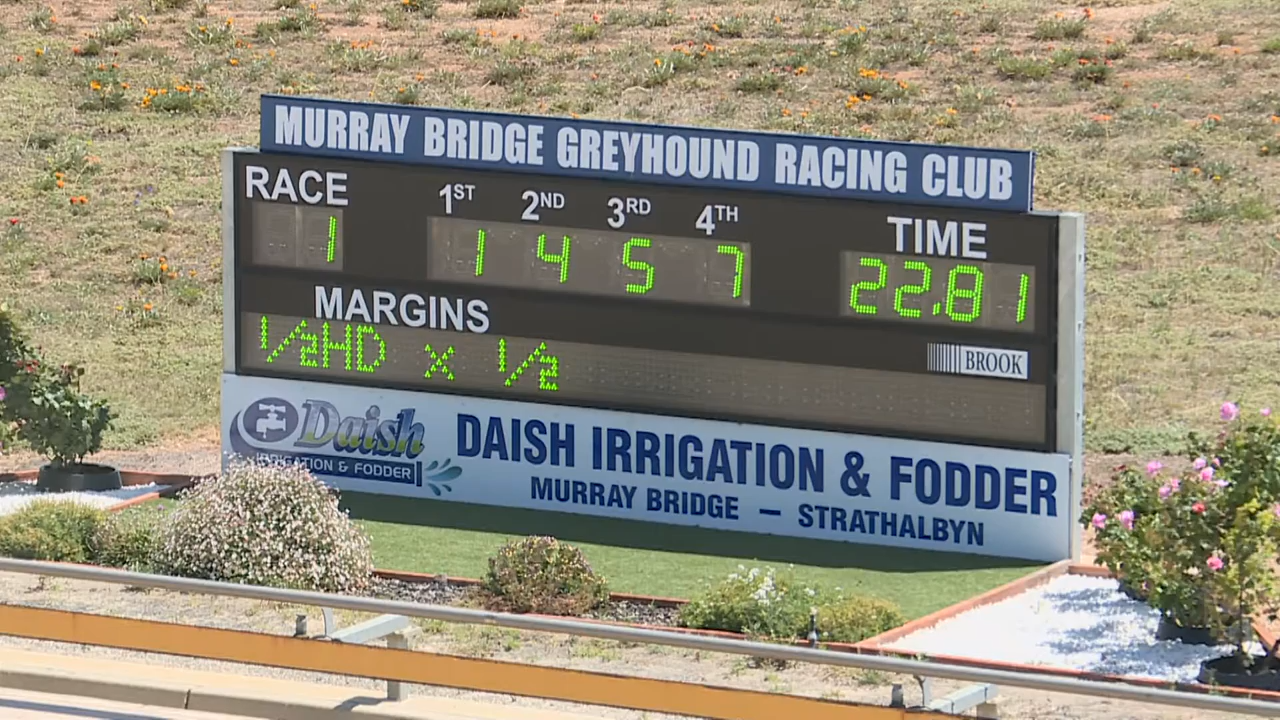 MURRAY BRIDGE GREYHOUND RACING CLUB
RACE 1ST 2ND 3RD 4TH TIME
1 1 4 5 7 22.81
MARGINS
1/2HD X 1/2
BROOK
Daish
IRRIGATION & FODDER
DAISH IRRIGATION & FODDER
MURRAY BRIDGE – STRATHALBYN